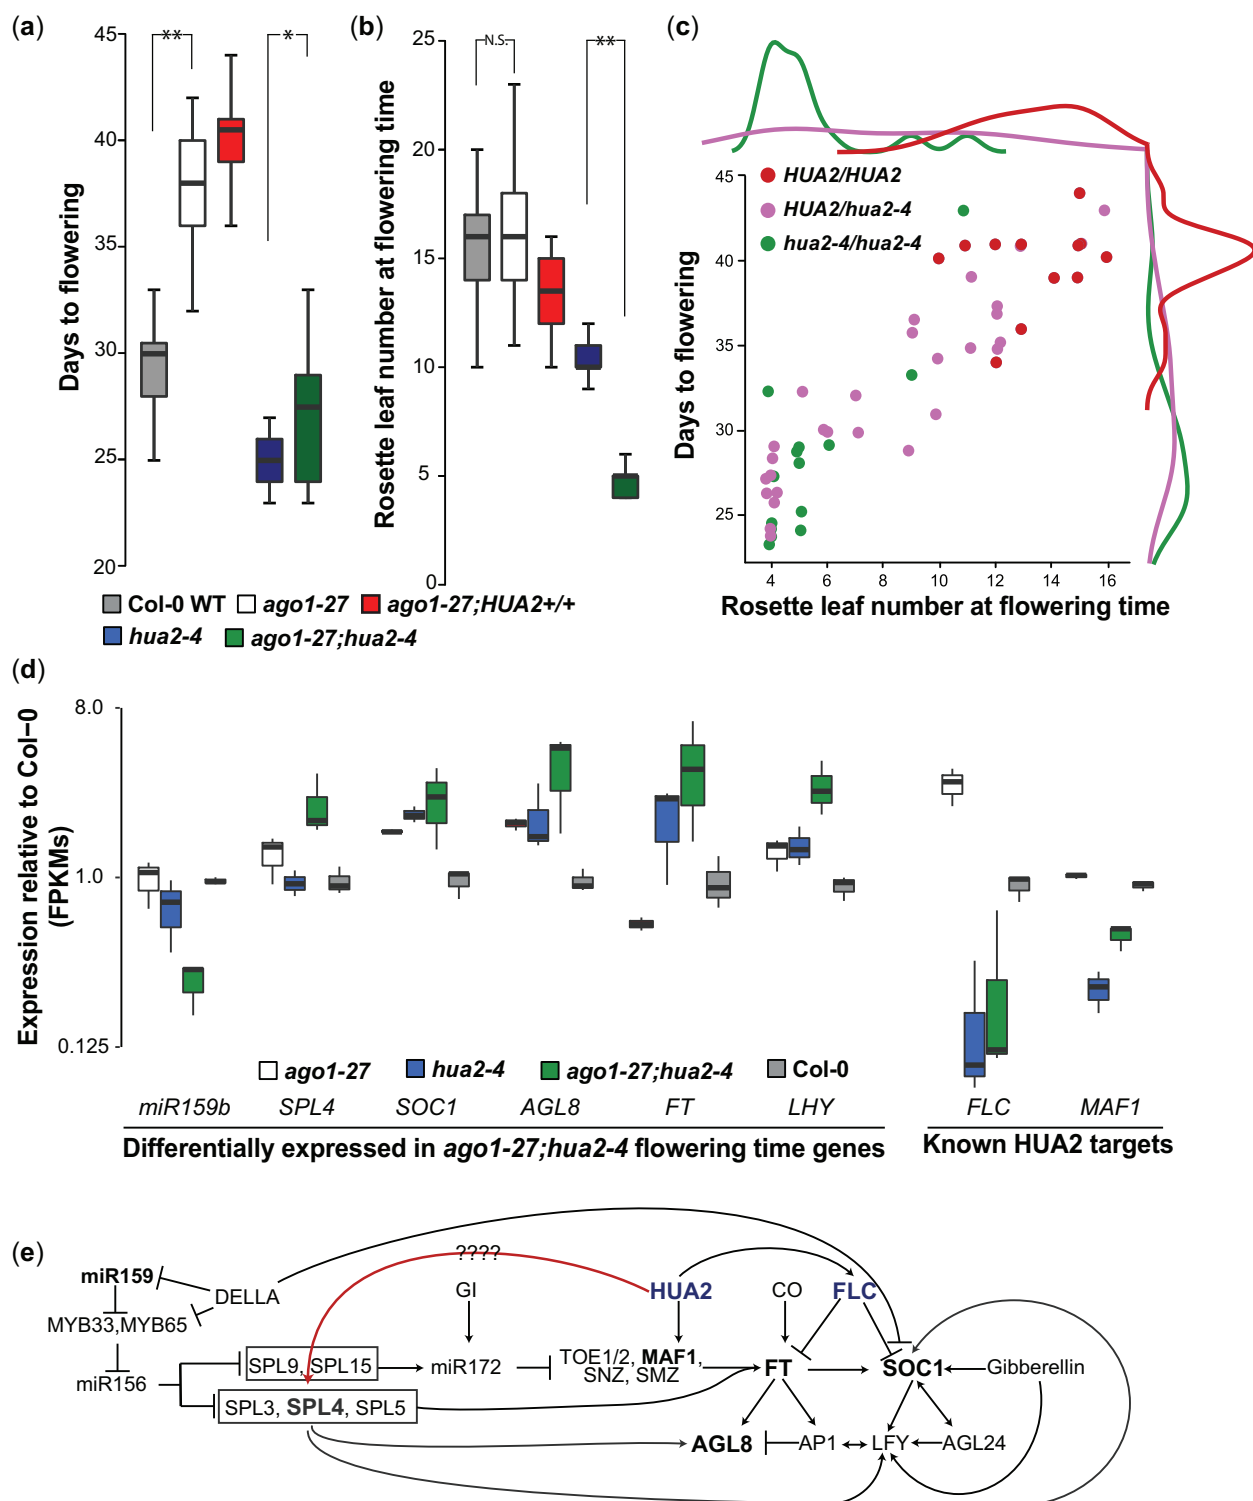 (a)
45
40
35
30
25
20
Days to flowering
**
*
(b)
25
20
15
10
5
0
Rosette leaf number at flowering time
N.S.
**
Col-0 WT
ago1-27
ago1-27;HUA2+/+
hua2-4
ago1-27;hua2-4
(c)
HUA2/HUA2
HUA2/hua2-4
hua2-4/hua2-4
45
40
35
30
25
Days to flowering
4 6 8 10 12 14 16
Rosette leaf number at flowering time
(d)
8.0
1.0
0.125
Expression relative to Col−0
(FPKMs)
ago1-27
hua2-4
ago1-27;hua2-4
Col-0
miR159b SPL4 SOC1 AGL8 FT LHY FLC MAF1
Differentially expressed in ago1-27;hua2-4 flowering time genes
Known HUA2 targets
(e)
????
miR159
DELLA
GI
HUA2
CO
FLC
MYB33,MYB65
miR156
SPL9, SPL15
miR172
TOE1/2, MAF1,
SNZ, SMZ
FT
SOC1
Gibberellin
SPL3, SPL4, SPL5
AGL8
AP1
LFY
AGL24